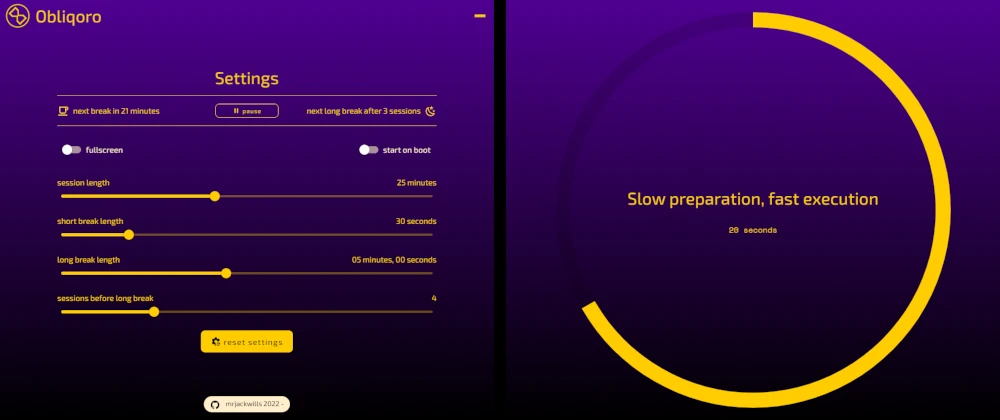 Obliqoro
Settings
next break in 21 minutes
pause
next long break after 3 sessions
fullscreen
start on boot
session length
25 minutes
short break length
30 seconds
long break length
05 minutes, 00 seconds
sessions before long break
4
reset settings
mrjackwills 2022 -
Slow preparation, fast execution
20 seconds